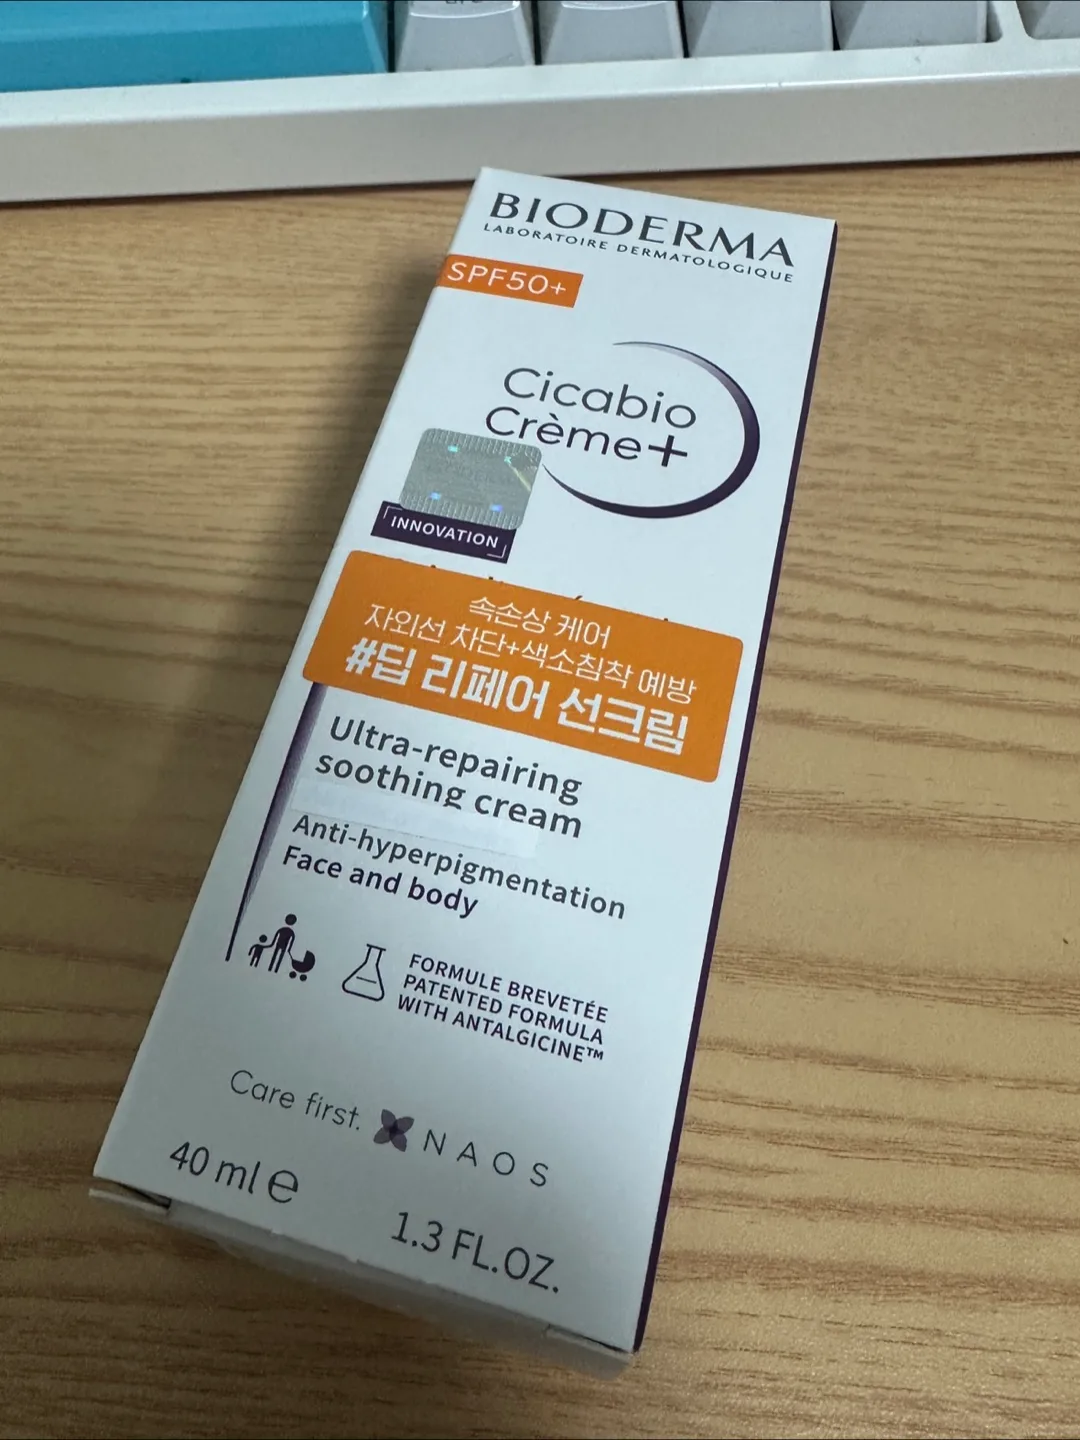 BIODERMA
LABORATOIRE DERMATOLOGIQUE
SPF50+
Cicabio
Crème+
INNOVATION
속손상 케어
자외선 차단+색소침착 예방
#딥 리페어 선크림
Ultra-repairing
soothing cream
Anti-hyperpigmentation
Face and body
FORMULE BREVETÉE
PATENTED FORMULA
WITH ANTALGICINE™
Care first. NAOS
40 ml ℮
1.3 FL.OZ.